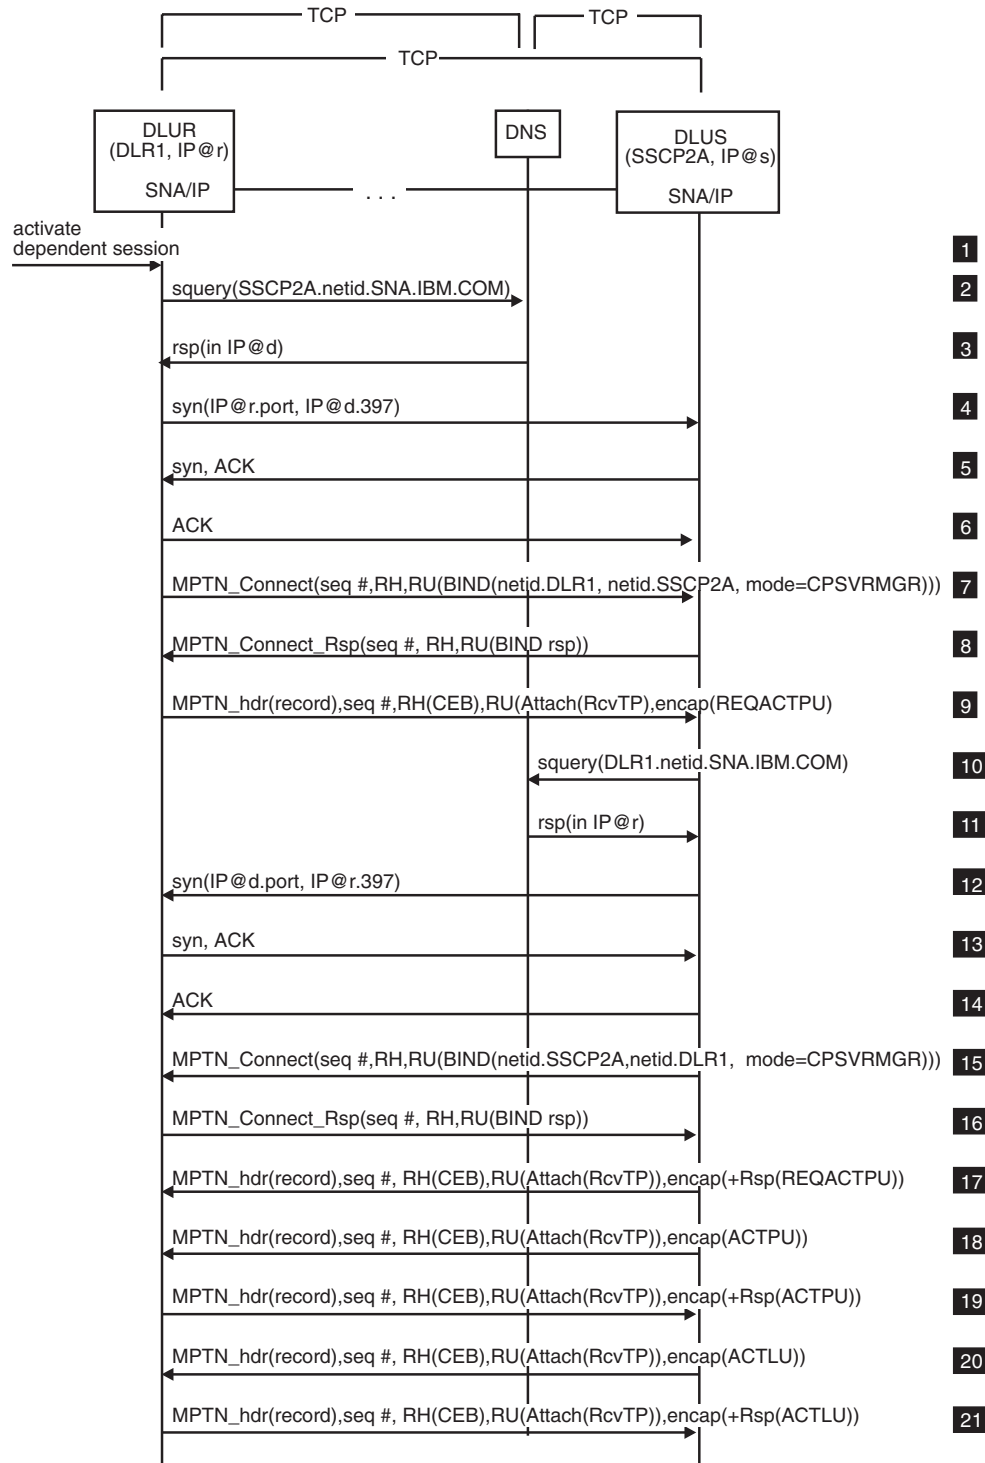 TCP
TCP
TCP
DLUR
(DLR1, IP@r)
SNA/IP
DNS
DLUS
(SSCP2A, IP@s)
SNA/IP
. . .
activate
dependent session
1
squery(SSCP2A.netid.SNA.IBM.COM)
2
rsp(in IP@d)
3
syn(IP@r.port, IP@d.397)
4
syn, ACK
5
ACK
6
MPTN_Connect(seq #,RH,RU(BIND(netid.DLR1, netid.SSCP2A, mode=CPSVRMGR)))
7
MPTN_Connect_Rsp(seq #, RH,RU(BIND rsp))
8
MPTN_hdr(record),seq #,RH(CEB),RU(Attach(RcvTP),encap(REQACTPU)
9
squery(DLR1.netid.SNA.IBM.COM)
10
rsp(in IP@r)
11
syn(IP@d.port, IP@r.397)
12
syn, ACK
13
ACK
14
MPTN_Connect(seq #,RH,RU(BIND(netid.SSCP2A,netid.DLR1, mode=CPSVRMGR)))
15
MPTN_Connect_Rsp(seq #, RH,RU(BIND rsp))
16
MPTN_hdr(record),seq #, RH(CEB),RU(Attach(RcvTP)),encap(+Rsp(REQACTPU))
17
MPTN_hdr(record),seq #, RH(CEB),RU(Attach(RcvTP)),encap(ACTPU))
18
MPTN_hdr(record),seq #, RH(CEB),RU(Attach(RcvTP)),encap(+Rsp(ACTPU))
19
MPTN_hdr(record),seq #, RH(CEB),RU(Attach(RcvTP)),encap(ACTLU))
20
MPTN_hdr(record),seq #, RH(CEB),RU(Attach(RcvTP)),encap(+Rsp(ACTLU))
21